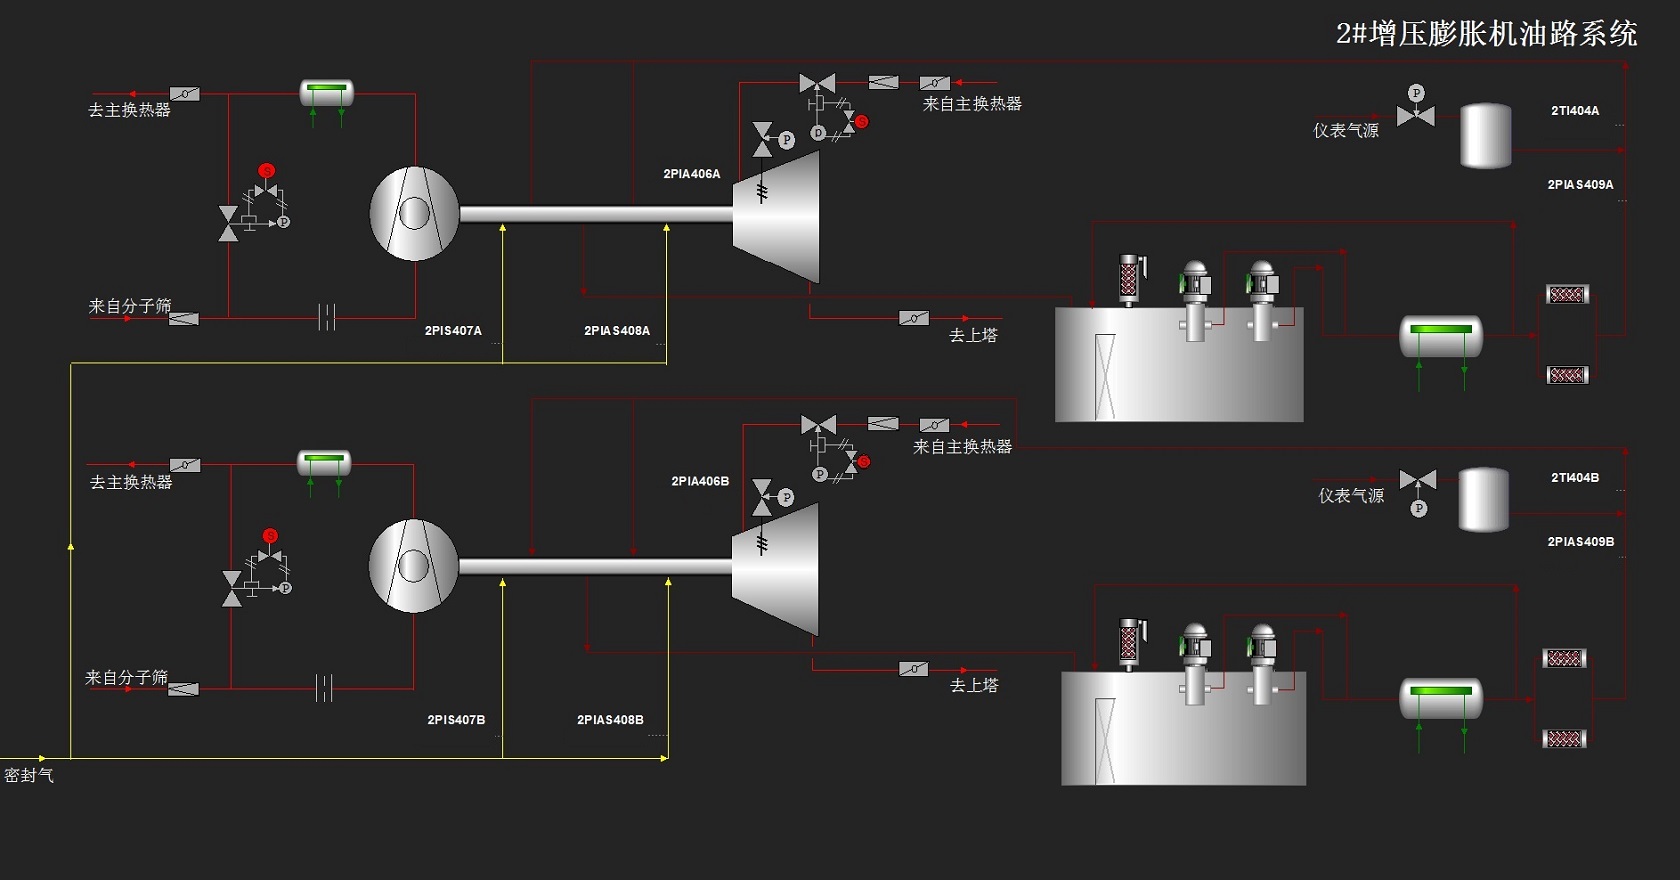 2#增压膨胀机油路系统
去主换热器
来自主换热器
P
仪表气源
2TI404A
S
P
p
S
P
2PIA406A
2PIAS409A
来自分子筛
2PIS407A
2PIAS408A
去上塔
去主换热器
来自主换热器
S
P
P
2PIA406B
仪表气源
P
2TI404B
S
P
2PIAS409B
来自分子筛
2PIS407B
2PIAS408B
去上塔
密封气